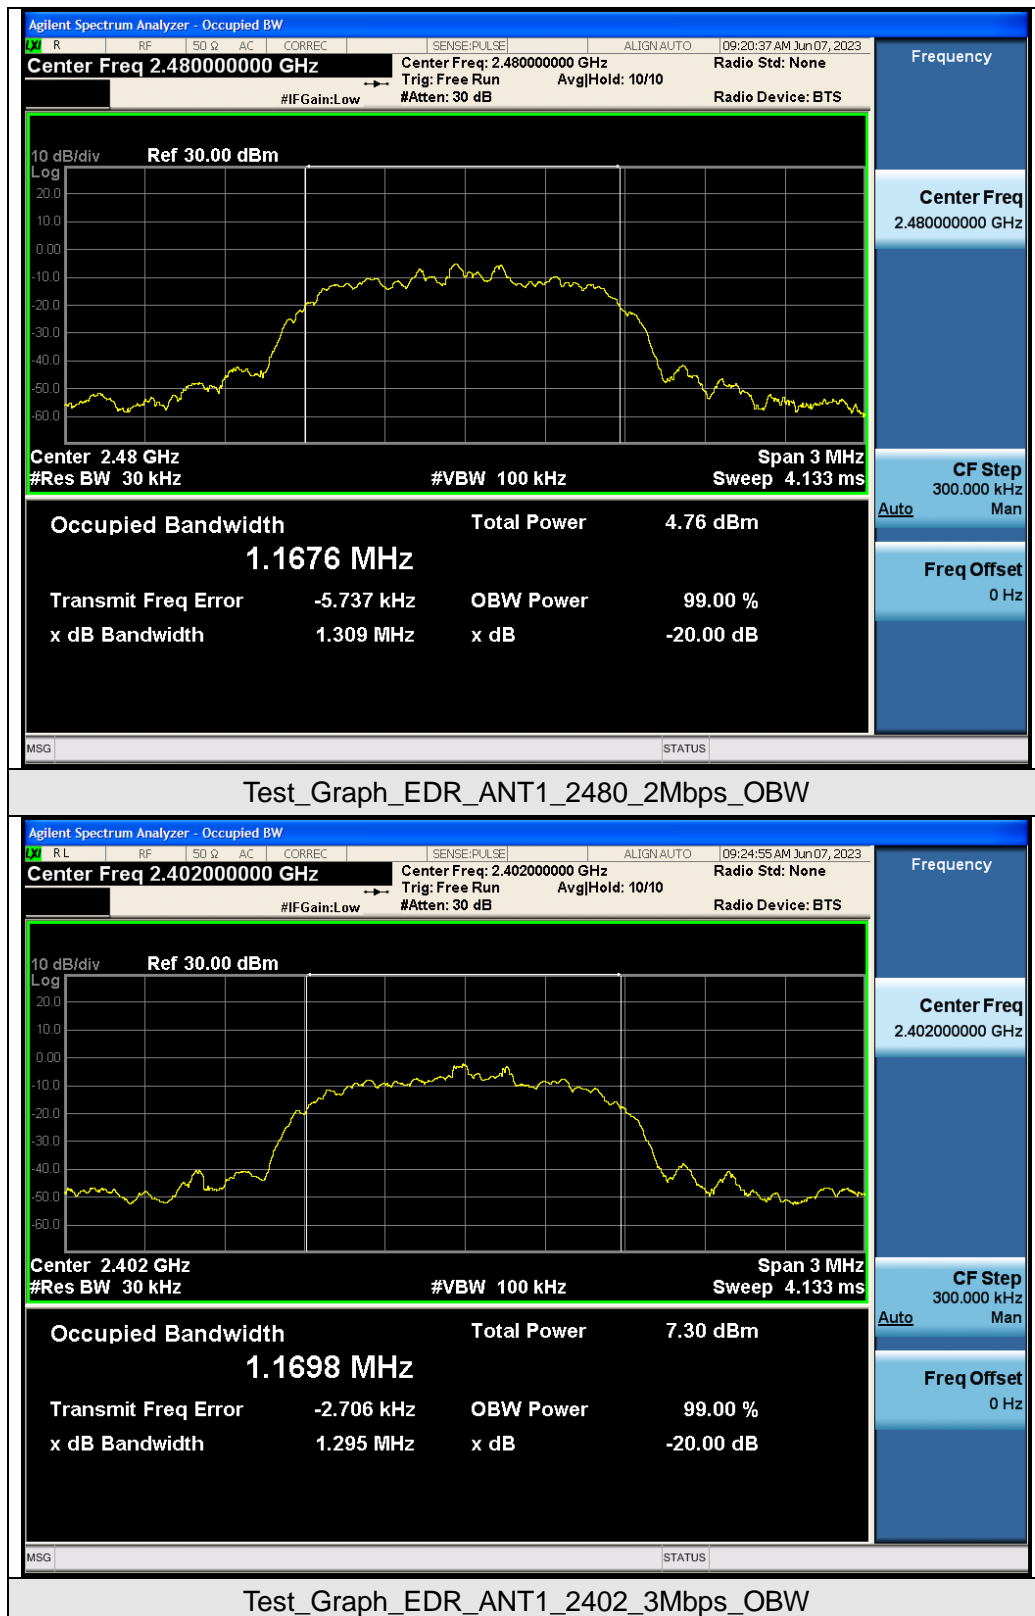 Agilent Spectrum Analyzer - Occupied BW
LXI R RF 50 Ω AC CORREC SENSE:PULSE ALIGN AUTO 09:20:37 AM Jun 07, 2023
Center Freq 2.480000000 GHz Center Freq: 2.480000000 GHz Radio Std: None
Trig: Free Run Avg|Hold: 10/10
#IFGain:Low #Atten: 30 dB Radio Device: BTS
Frequency
10 dB/div Ref 30.00 dBm
Log
20.0
10.0
0.00
-10.0
-20.0
-30.0
-40.0
-50.0
-60.0
Center 2.48 GHz Span 3 MHz
#Res BW 30 kHz #VBW 100 kHz Sweep 4.133 ms
Center Freq
2.480000000 GHz
CF Step
300.000 kHz
Auto Man
Freq Offset
0 Hz
Occupied Bandwidth Total Power 4.76 dBm
1.1676 MHz
Transmit Freq Error -5.737 kHz OBW Power 99.00 %
x dB Bandwidth 1.309 MHz x dB -20.00 dB
MSG STATUS
Test_Graph_EDR_ANT1_2480_2Mbps_OBW
Agilent Spectrum Analyzer - Occupied BW
LXI R L RF 50 Ω AC CORREC SENSE:PULSE ALIGN AUTO 09:24:55 AM Jun 07, 2023
Center Freq 2.402000000 GHz Center Freq: 2.402000000 GHz Radio Std: None
Trig: Free Run Avg|Hold: 10/10
#IFGain:Low #Atten: 30 dB Radio Device: BTS
Frequency
10 dB/div Ref 30.00 dBm
Log
20.0
10.0
0.00
-10.0
-20.0
-30.0
-40.0
-50.0
-60.0
Center 2.402 GHz Span 3 MHz
#Res BW 30 kHz #VBW 100 kHz Sweep 4.133 ms
Center Freq
2.402000000 GHz
CF Step
300.000 kHz
Auto Man
Freq Offset
0 Hz
Occupied Bandwidth Total Power 7.30 dBm
1.1698 MHz
Transmit Freq Error -2.706 kHz OBW Power 99.00 %
x dB Bandwidth 1.295 MHz x dB -20.00 dB
MSG STATUS
Test_Graph_EDR_ANT1_2402_3Mbps_OBW